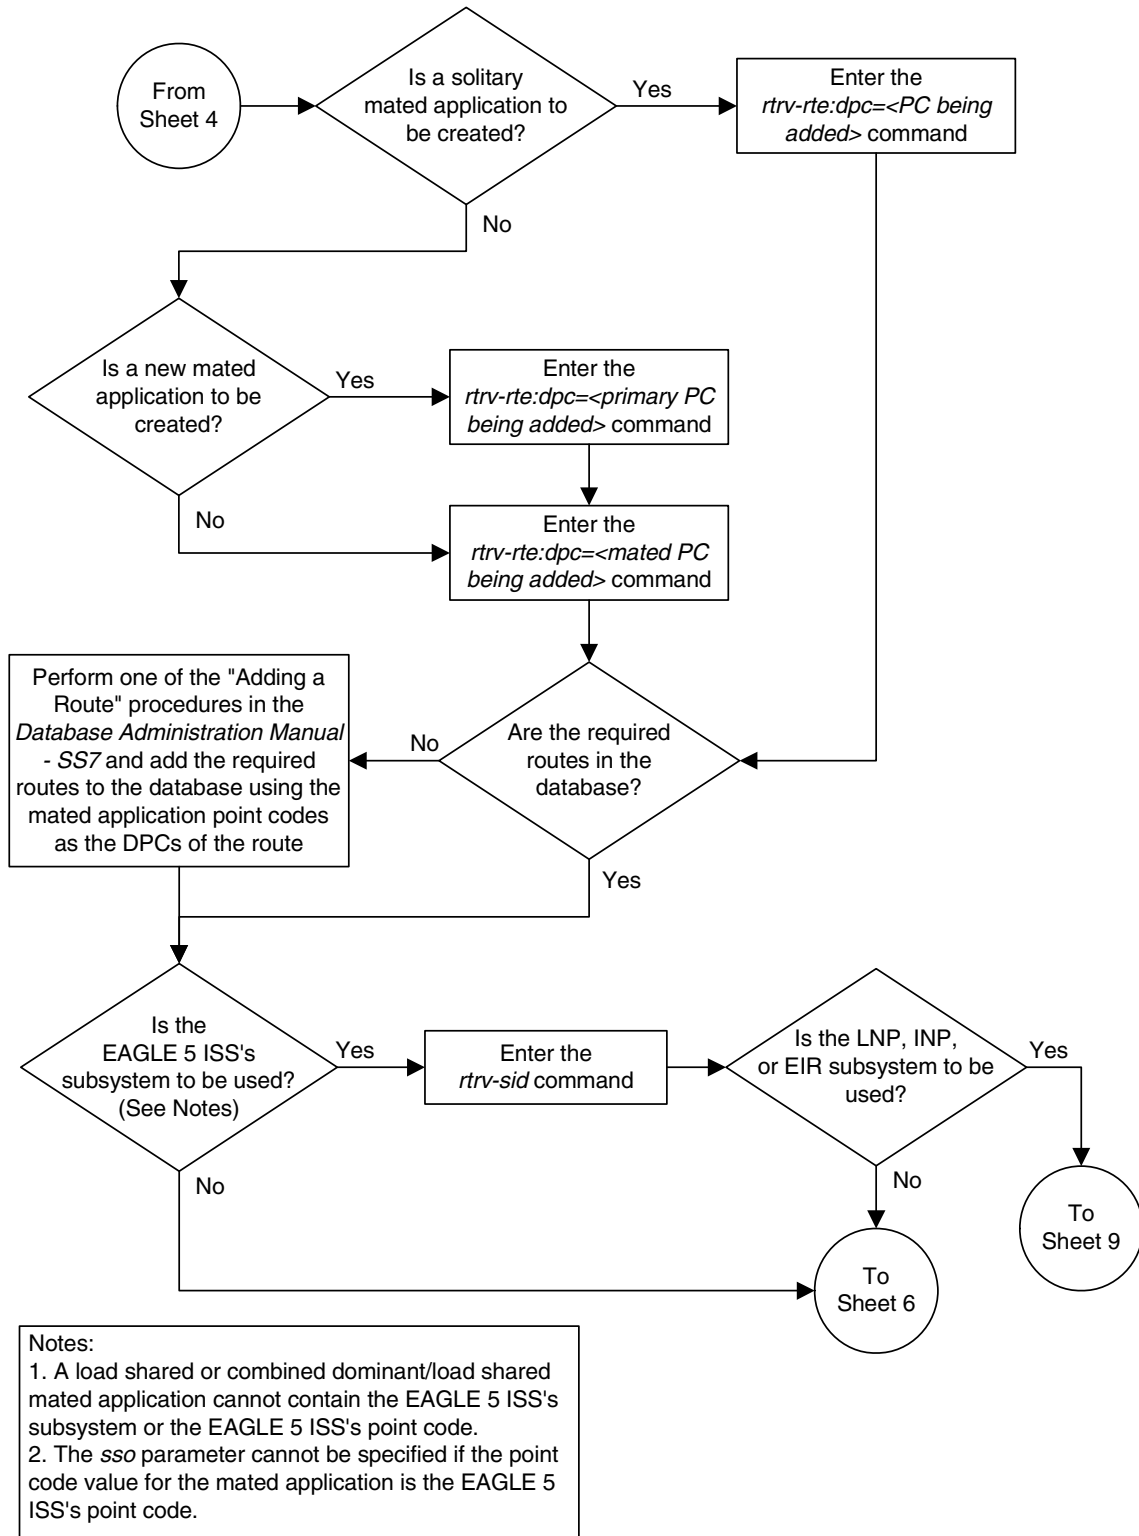 From
Sheet 4
Is a solitary
mated application to
be created?
Yes
Enter the
rtrv-rte:dpc=<PC being
added> command
No
Is a new mated
application to be
created?
Yes
Enter the
rtrv-rte:dpc=<primary PC
being added> command
No
Enter the
rtrv-rte:dpc=<mated PC
being added> command
Perform one of the "Adding a
Route" procedures in the
Database Administration Manual
- SS7 and add the required
routes to the database using the
mated application point codes
as the DPCs of the route
No
Are the required
routes in the
database?
Yes
Is the
EAGLE 5 ISS's
subsystem to be used?
(See Notes)
Yes
Enter the
rtrv-sid command
Is the LNP, INP,
or EIR subsystem to be
used?
Yes
No
No
To
Sheet 9
To
Sheet 6
Notes:
1. A load shared or combined dominant/load shared
mated application cannot contain the EAGLE 5 ISS's
subsystem or the EAGLE 5 ISS's point code.
2. The sso parameter cannot be specified if the point
code value for the mated application is the EAGLE 5
ISS's point code.